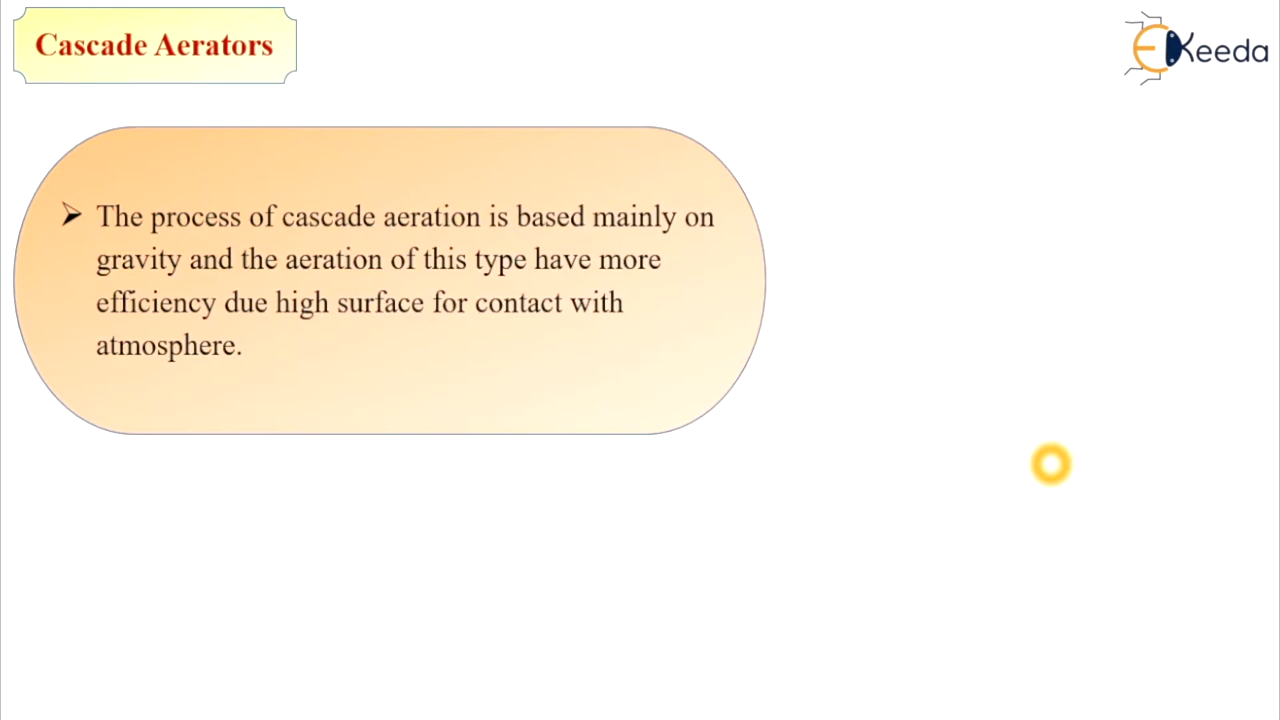 Cascade Aerators
EKeeda
➢ The process of cascade aeration is based mainly on
gravity and the aeration of this type have more
efficiency due high surface for contact with
atmosphere.